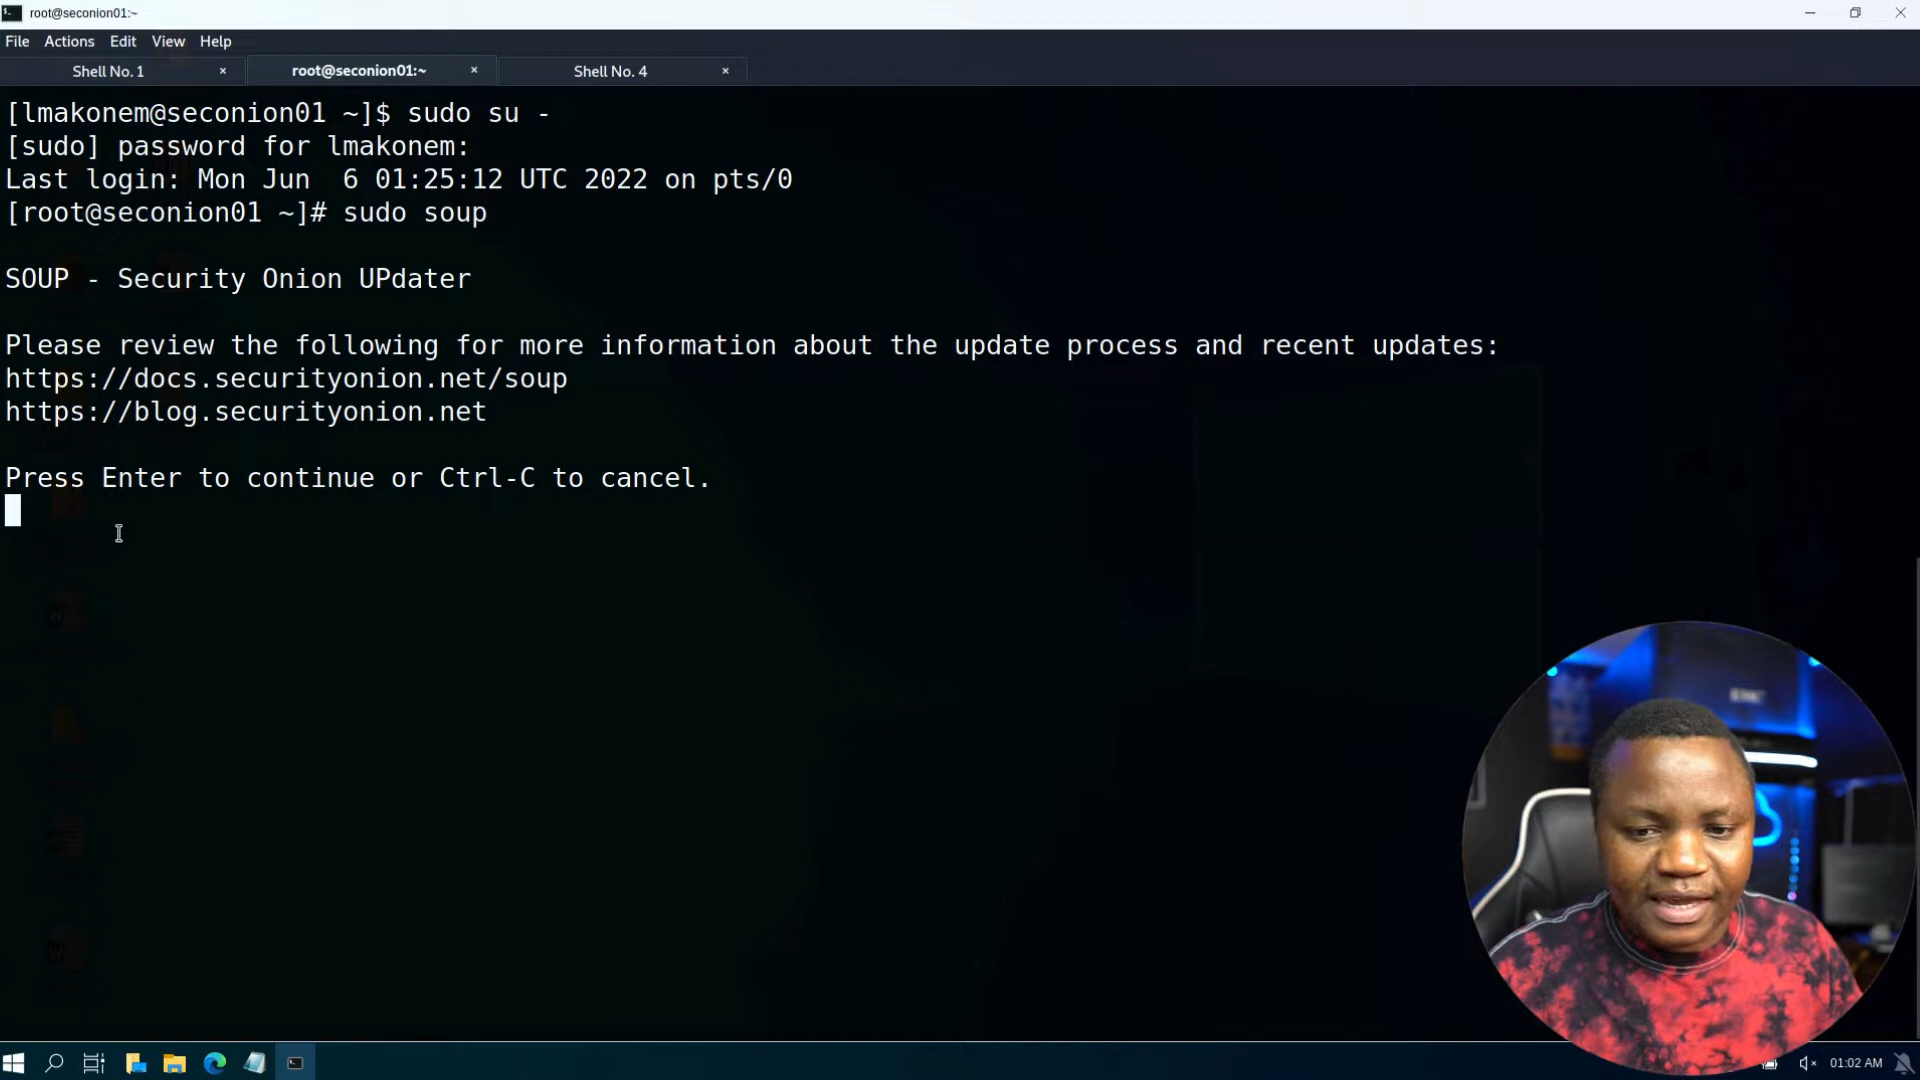 root@seconion01:~
File Actions Edit View Help
Shell No. 1 × root@seconion01:~ × Shell No. 4 ×
[lmakonem@seconion01 ~]$ sudo su -
[sudo] password for lmakonem:
Last login: Mon Jun  6 01:25:12 UTC 2022 on pts/0
[root@seconion01 ~]# sudo soup
SOUP - Security Onion UPdater
Please review the following for more information about the update process and recent updates:
https://docs.securityonion.net/soup
https://blog.securityonion.net
Press Enter to continue or Ctrl-C to cancel.
01:02 AM